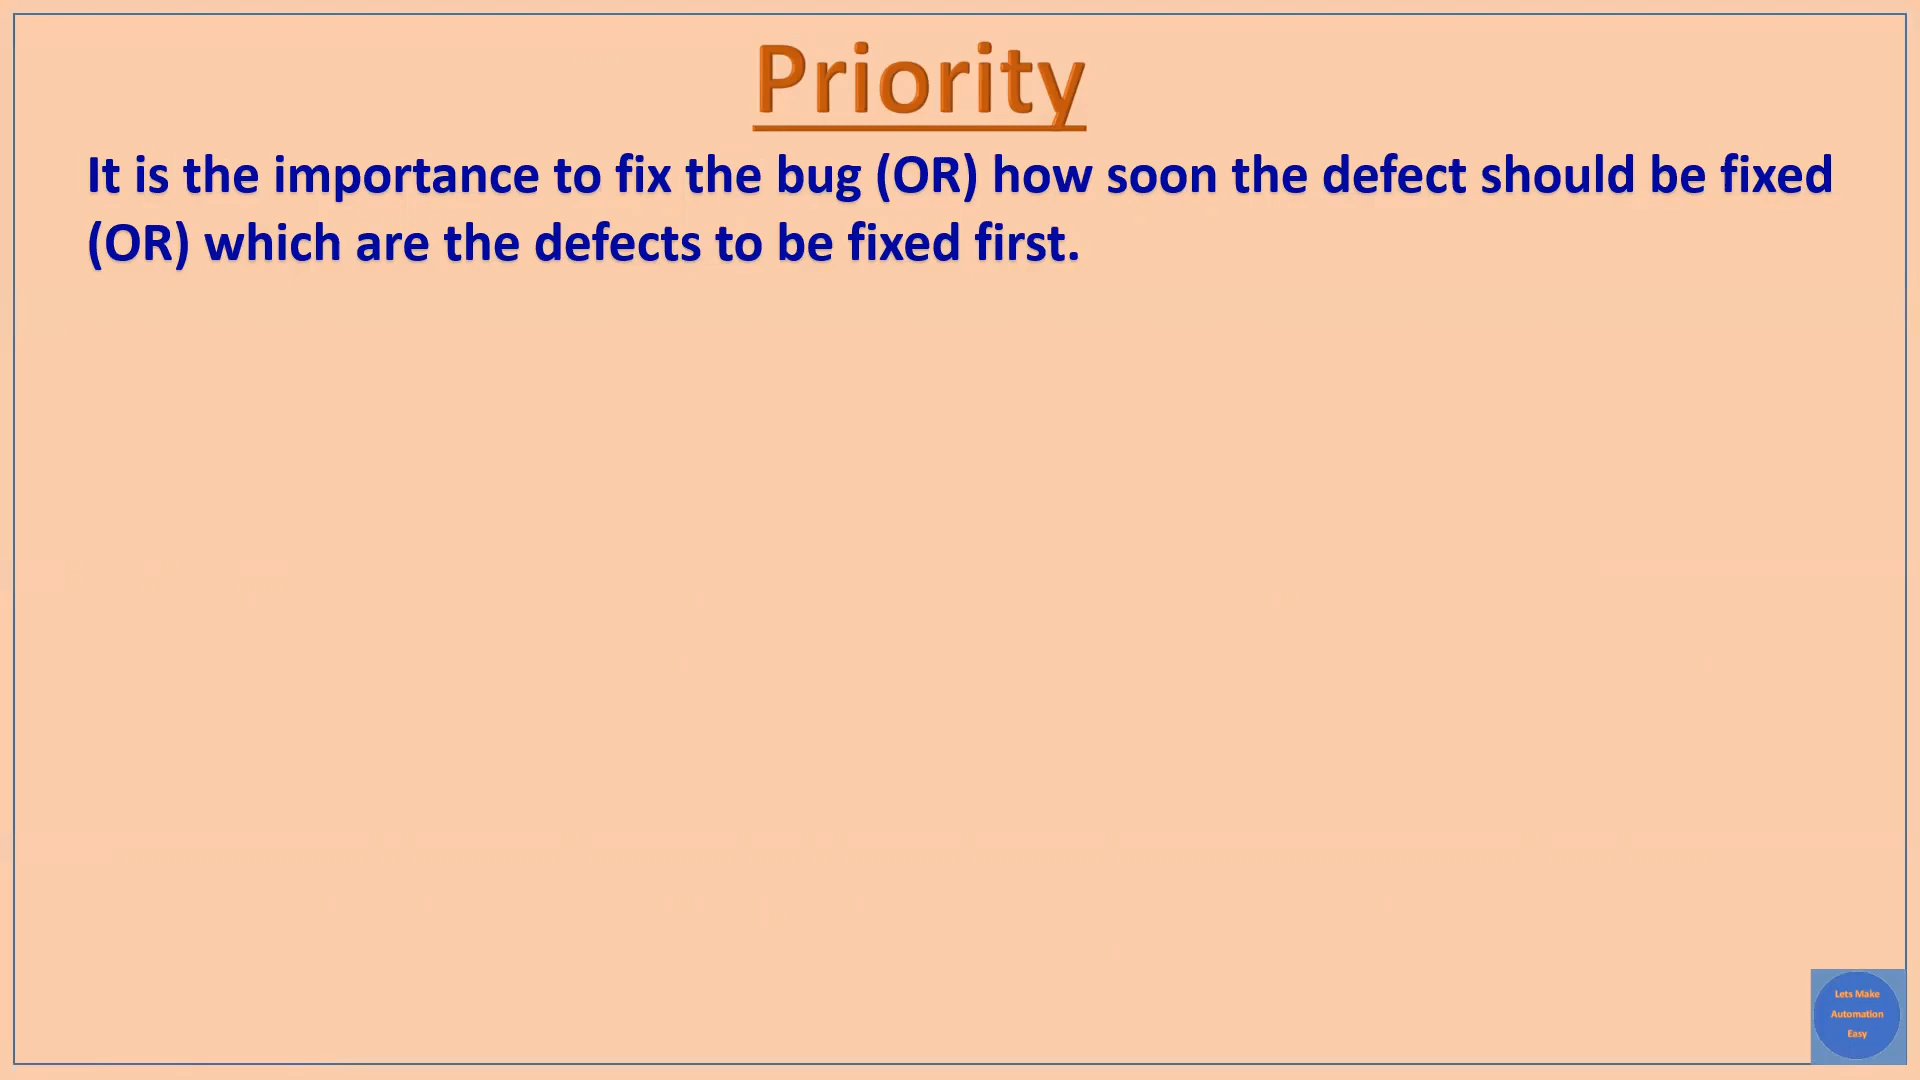 Priority
It is the importance to fix the bug (OR) how soon the defect should be fixed
(OR) which are the defects to be fixed first.
Lets Make
Automation
Easy